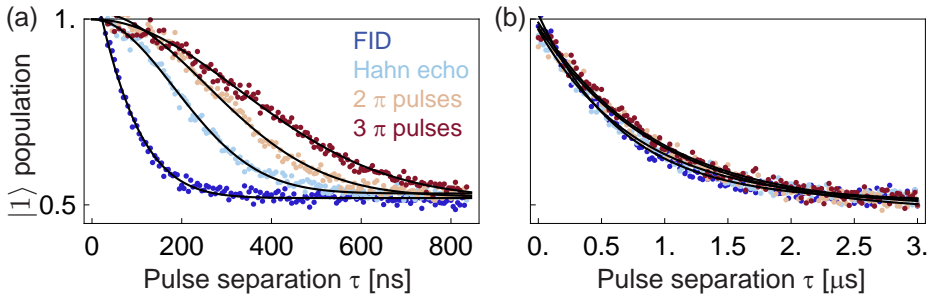 (a)
1.
0.5
|1⟩ population
FID
Hahn echo
2 π pulses
3 π pulses
0 200 400 600 800
Pulse separation τ [ns]
(b)
0. 0.5 1. 1.5 2. 2.5 3.
Pulse separation τ [μs]